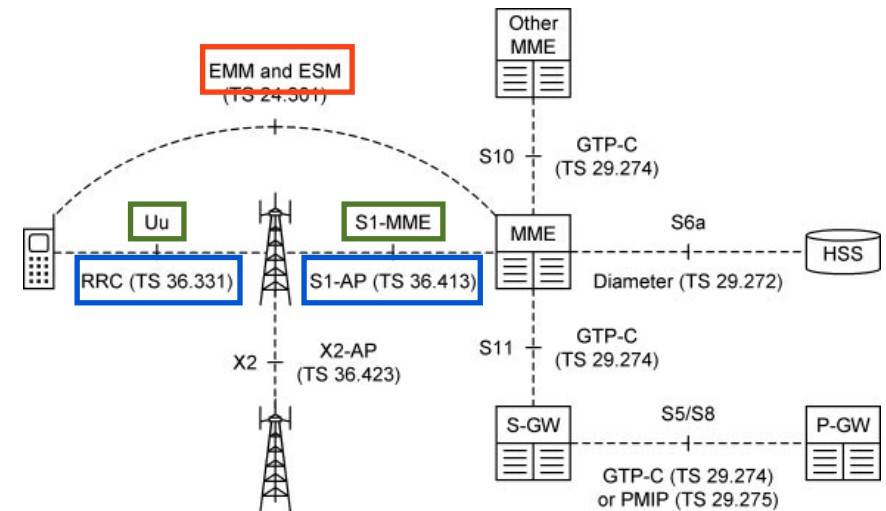 Other
MME
EMM and ESM
(TS 24.301)
S10
GTP-C
(TS 29.274)
Uu
S1-MME
MME
S6a
HSS
RRC (TS 36.331)
S1-AP (TS 36.413)
Diameter (TS 29.272)
X2
X2-AP
(TS 36.423)
S11
GTP-C
(TS 29.274)
S-GW
S5/S8
P-GW
GTP-C (TS 29.274)
or PMIP (TS 29.275)